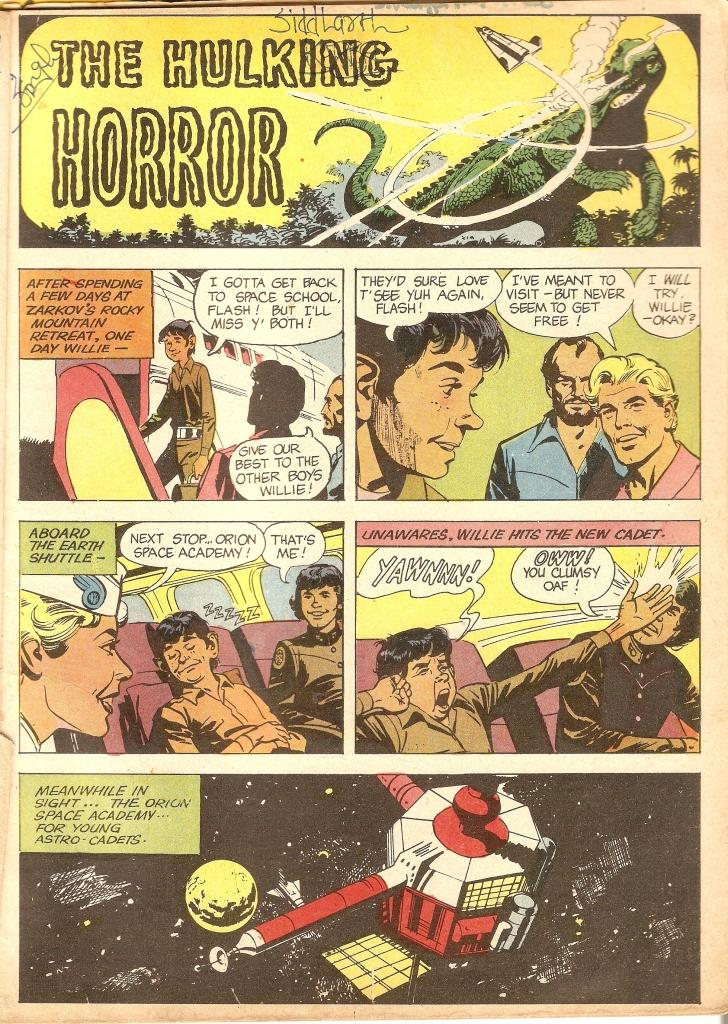 Siddharth
THE HULKING
HORROR
AFTER SPENDING
A FEW DAYS AT
ZARKOV'S ROCKY
MOUNTAIN
RETREAT, ONE
DAY WILLIE —
I GOTTA GET BACK
TO SPACE SCHOOL,
FLASH! BUT I'LL
MISS Y' BOTH!
GIVE OUR
BEST TO THE
OTHER BOYS
WILLIE!
THEY'D SURE LOVE
T'SEE YUH AGAIN,
FLASH!
I'VE MEANT TO
VISIT - BUT NEVER
SEEM TO GET
FREE!
I WILL
TRY.
WILLIE
-OKAY?
ABOARD
THE EARTH
SHUTTLE —
NEXT STOP... ORION
SPACE ACADEMY!
THAT'S
ME!
ZZZZZ
UNAWARES, WILLIE HITS THE NEW CADET.
YAWNNN!
OWW!
YOU CLUMSY
OAF!
MEANWHILE IN
SIGHT... THE ORION
SPACE ACADEMY...
FOR YOUNG
ASTRO-CADETS.